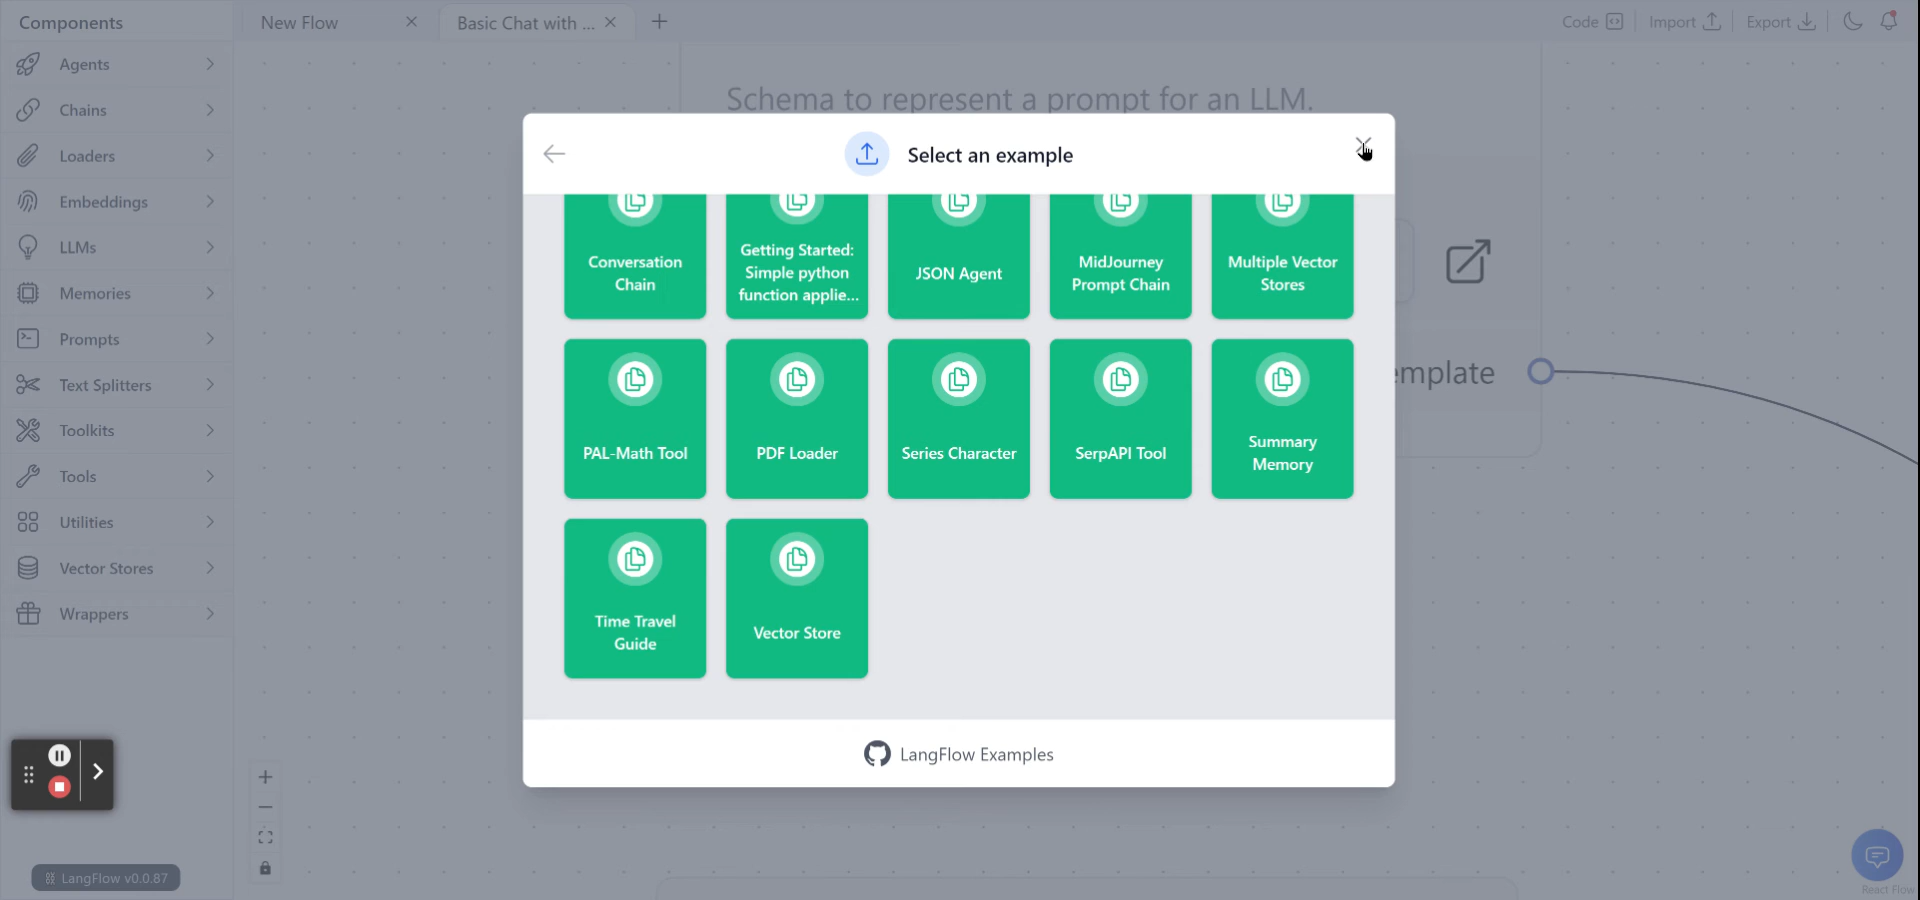 Components
New Flow
Basic Chat with ...
Code
Import
Export
Agents
Chains
Loaders
Embeddings
LLMs
Memories
Prompts
Text Splitters
Toolkits
Tools
Utilities
Vector Stores
Wrappers
LangFlow v0.0.87
Schema to represent a prompt for an LLM.
Select an example
Conversation
Chain
Getting Started:
Simple python
function applie...
JSON Agent
MidJourney
Prompt Chain
Multiple Vector
Stores
PAL-Math Tool
PDF Loader
Series Character
SerpAPI Tool
Summary
Memory
Time Travel
Guide
Vector Store
LangFlow Examples
emplate
React Flow